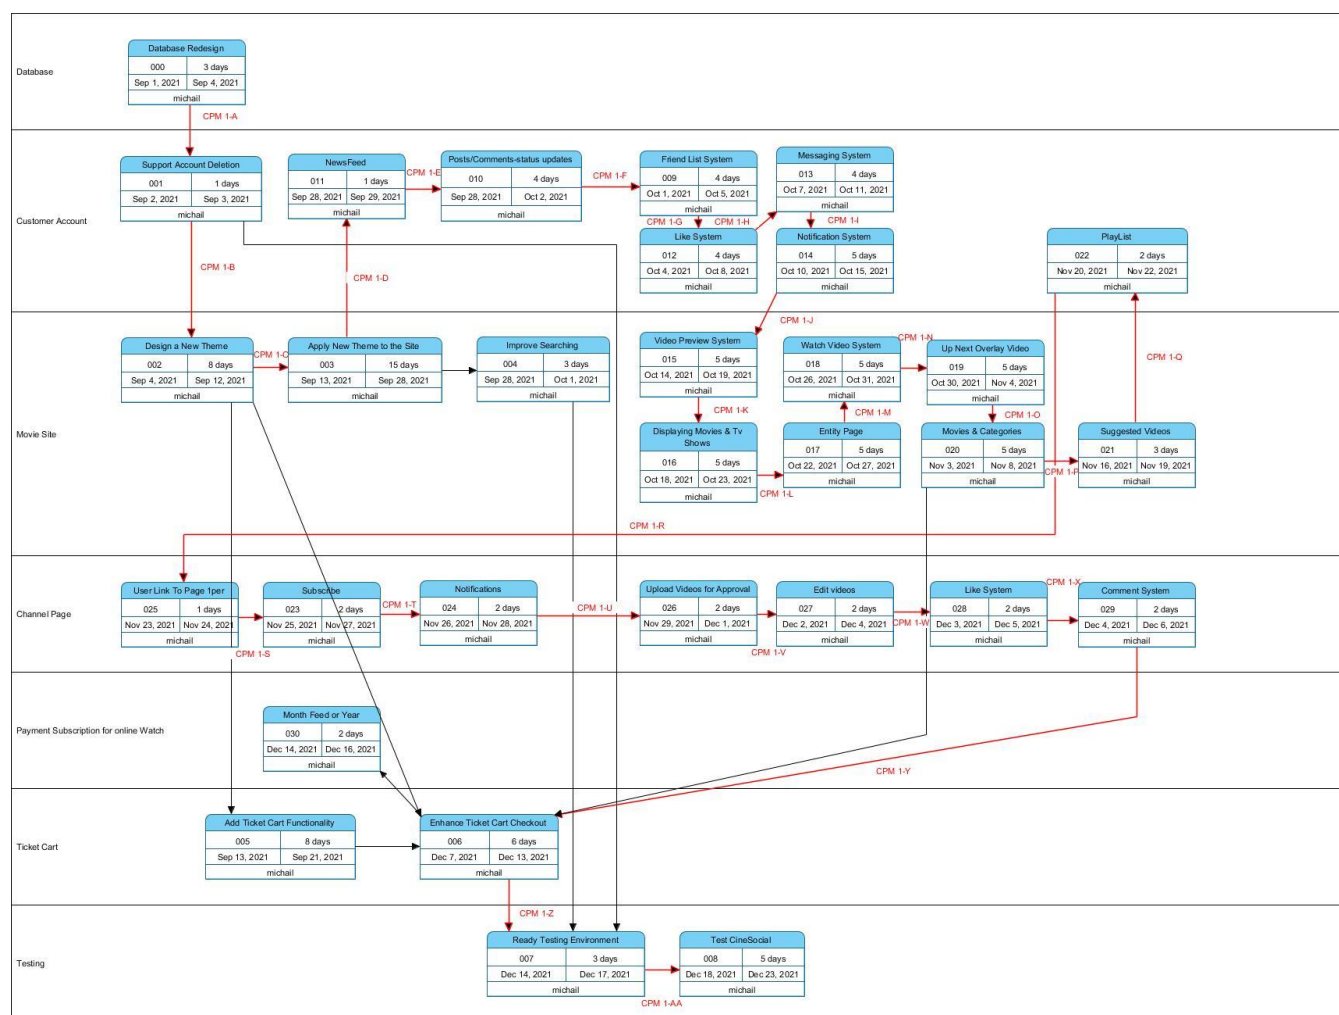 Database
Database Redesign
000 3 days
Sep 1, 2021 Sep 4, 2021
michail
CPM 1-A
Customer Account
Support Account Deletion
001 1 days
Sep 2, 2021 Sep 3, 2021
michail
CPM 1-B
NewsFeed
011 1 days
Sep 28, 2021 Sep 29, 2021
michail
CPM 1-D
CPM 1-E
Posts/Comments-status updates
010 4 days
Sep 28, 2021 Oct 2, 2021
michail
CPM 1-F
Friend List System
009 4 days
Oct 1, 2021 Oct 5, 2021
michail
CPM 1-G
CPM 1-H
Like System
012 4 days
Oct 4, 2021 Oct 8, 2021
michail
Messaging System
013 4 days
Oct 7, 2021 Oct 11, 2021
michail
CPM 1-I
Notification System
014 5 days
Oct 10, 2021 Oct 15, 2021
michail
CPM 1-J
PlayList
022 2 days
Nov 20, 2021 Nov 22, 2021
michail
Movie Site
Design a New Theme
002 8 days
Sep 4, 2021 Sep 12, 2021
michail
CPM 1-C
Apply New Theme to the Site
003 15 days
Sep 13, 2021 Sep 28, 2021
michail
Improve Searching
004 3 days
Sep 28, 2021 Oct 1, 2021
michail
Video Preview System
015 5 days
Oct 14, 2021 Oct 19, 2021
michail
CPM 1-K
Displaying Movies & Tv
Shows
016 5 days
Oct 18, 2021 Oct 23, 2021
michail
CPM 1-L
Watch Video System
018 5 days
Oct 26, 2021 Oct 31, 2021
michail
CPM 1-M
CPM 1-N
Entity Page
017 5 days
Oct 22, 2021 Oct 27, 2021
michail
Up Next Overlay Video
019 5 days
Oct 30, 2021 Nov 4, 2021
michail
CPM 1-O
Movies & Categories
020 5 days
Nov 3, 2021 Nov 8, 2021
michail
CPM 1-P
Suggested Videos
021 3 days
Nov 16, 2021 Nov 19, 2021
michail
CPM 1-Q
CPM 1-R
Channel Page
User Link To Page 1per
025 1 days
Nov 23, 2021 Nov 24, 2021
michail
CPM 1-S
Subscribe
023 2 days
Nov 25, 2021 Nov 27, 2021
michail
CPM 1-T
Notifications
024 2 days
Nov 26, 2021 Nov 28, 2021
michail
CPM 1-U
Upload Videos for Approval
026 2 days
Nov 29, 2021 Dec 1, 2021
michail
CPM 1-V
Edit videos
027 2 days
Dec 2, 2021 Dec 4, 2021
michail
CPM 1-W
Like System
028 2 days
Dec 3, 2021 Dec 5, 2021
michail
CPM 1-X
Comment System
029 2 days
Dec 4, 2021 Dec 6, 2021
michail
Payment Subscription for online Watch
Month Feed or Year
030 2 days
Dec 14, 2021 Dec 16, 2021
michail
CPM 1-Y
Ticket Cart
Add Ticket Cart Functionality
005 8 days
Sep 13, 2021 Sep 21, 2021
michail
Enhance Ticket Cart Checkout
006 6 days
Dec 7, 2021 Dec 13, 2021
michail
CPM 1-Z
Testing
Ready Testing Environment
007 3 days
Dec 14, 2021 Dec 17, 2021
michail
CPM 1-AA
Test CineSocial
008 5 days
Dec 18, 2021 Dec 23, 2021
michail